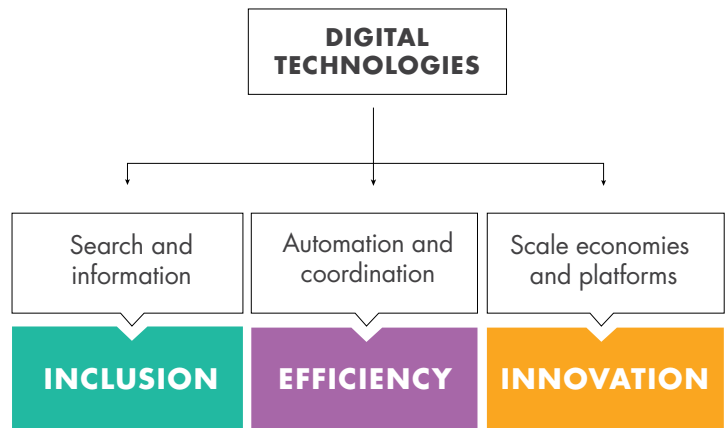 DIGITAL
TECHNOLOGIES
Search and
information
Automation and
coordination
Scale economies
and platforms
INCLUSION
EFFICIENCY
INNOVATION